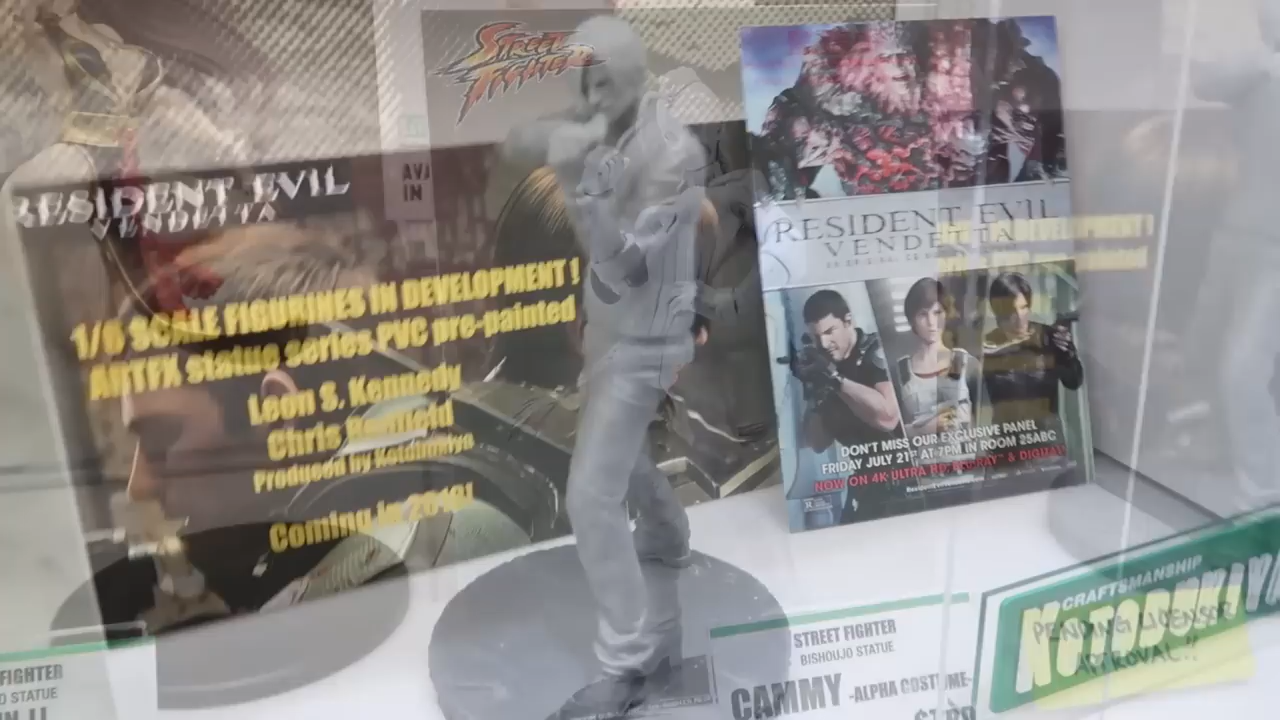 STREET
FIGHTER
RESIDENT EVIL
VENDETTA
1/6 SCALE FIGURINES IN DEVELOPMENT !
ARTFX statue series PVC pre-painted
Leon S. Kennedy
Chris Redfield
Produced by Kotobukiya
RESIDENT EVIL
VENDETTA
DON'T MISS OUR EXCLUSIVE PANEL
FRIDAY JULY 21ST AT 7PM IN ROOM 25ABC
NOW ON 4K ULTRA HD, BLU-RAY™ & DIGITAL
R
Coming in
CRAFTSMANSHIP
KOTOBUKIYA
PENDING LICENSOR
APPROVAL!!
STREET FIGHTER
BISHOUJO STATUE
CAMMY -ALPHA COSTUME-
FIGHTER
STATUE